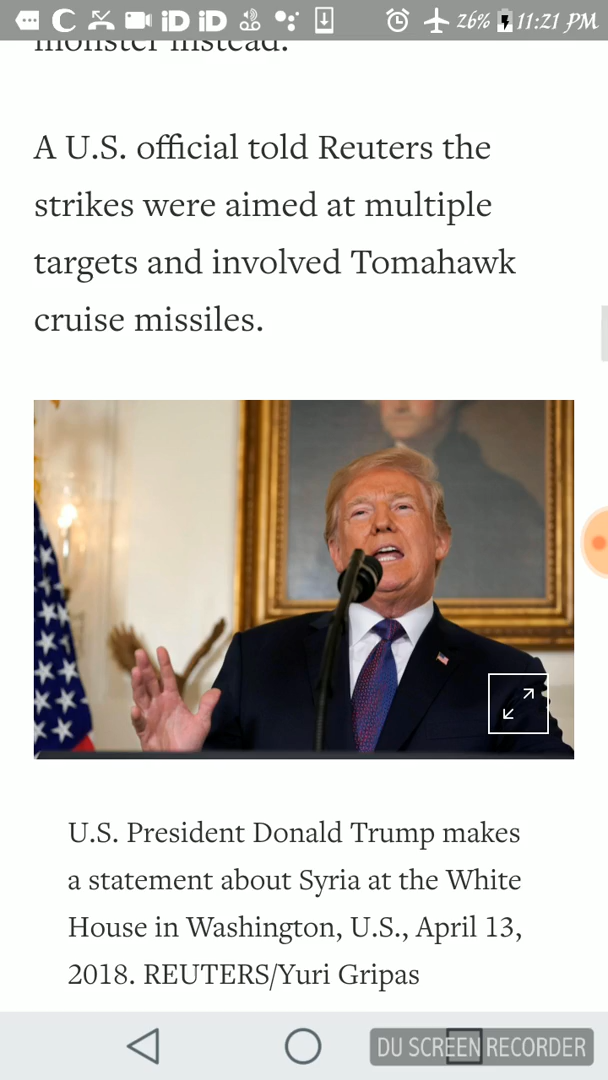 26% 11:21 PM
monster instead.
A U.S. official told Reuters the
strikes were aimed at multiple
targets and involved Tomahawk
cruise missiles.
U.S. President Donald Trump makes
a statement about Syria at the White
House in Washington, U.S., April 13,
2018. REUTERS/Yuri Gripas
DU SCREEN RECORDER